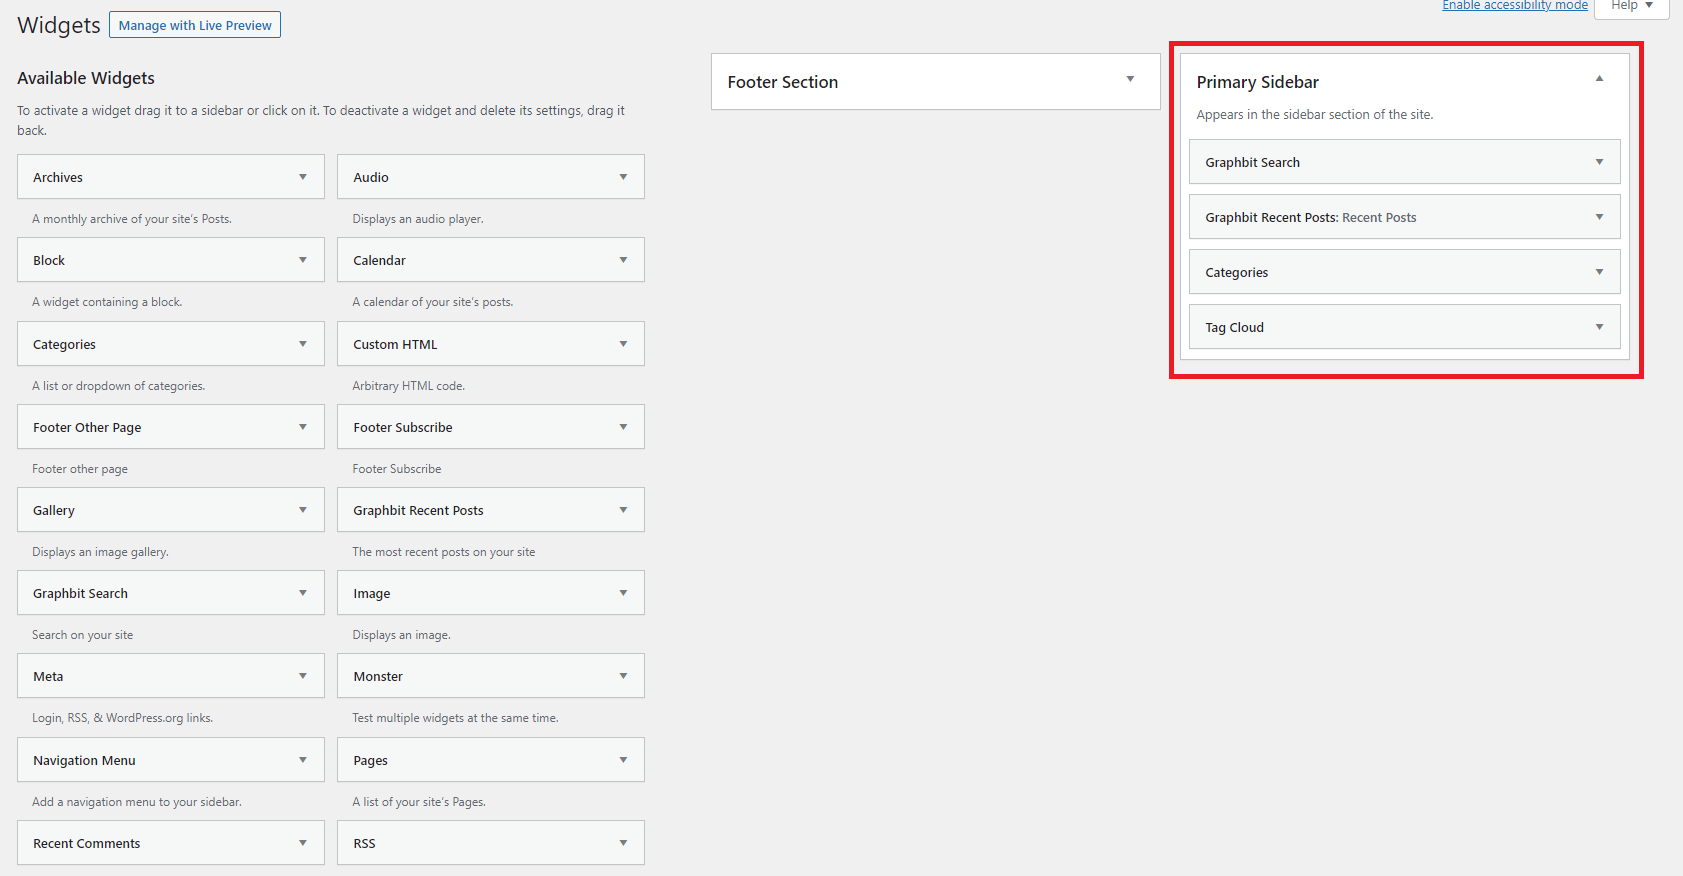 Widgets
Manage with Live Preview
Enable accessibility mode
Help
Available Widgets
To activate a widget drag it to a sidebar or click on it. To deactivate a widget and delete its settings, drag it
back.
Archives
Audio
A monthly archive of your site's Posts.
Displays an audio player.
Block
Calendar
A widget containing a block.
A calendar of your site's posts.
Categories
Custom HTML
A list or dropdown of categories.
Arbitrary HTML code.
Footer Other Page
Footer Subscribe
Footer other page
Footer Subscribe
Gallery
Graphbit Recent Posts
Displays an image gallery.
The most recent posts on your site
Graphbit Search
Image
Search on your site
Displays an image.
Meta
Monster
Login, RSS, & WordPress.org links.
Test multiple widgets at the same time.
Navigation Menu
Pages
Add a navigation menu to your sidebar.
A list of your site's Pages.
Recent Comments
RSS
Footer Section
Primary Sidebar
Appears in the sidebar section of the site.
Graphbit Search
Graphbit Recent Posts: Recent Posts
Categories
Tag Cloud